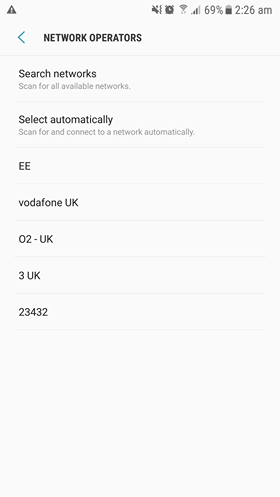 69% 2:26 am
NETWORK OPERATORS
Search networks
Scan for all available networks.
Select automatically
Scan for and connect to a network automatically.
EE
vodafone UK
O2 - UK
3 UK
23432